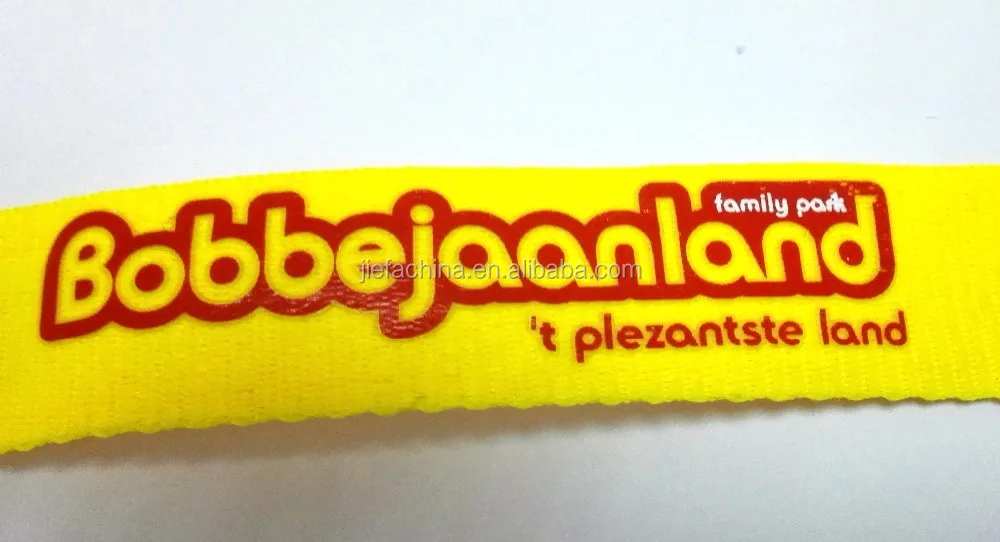 family park
Bobbejaanland
jiefachina.en.alibaba.com
't plezantste land